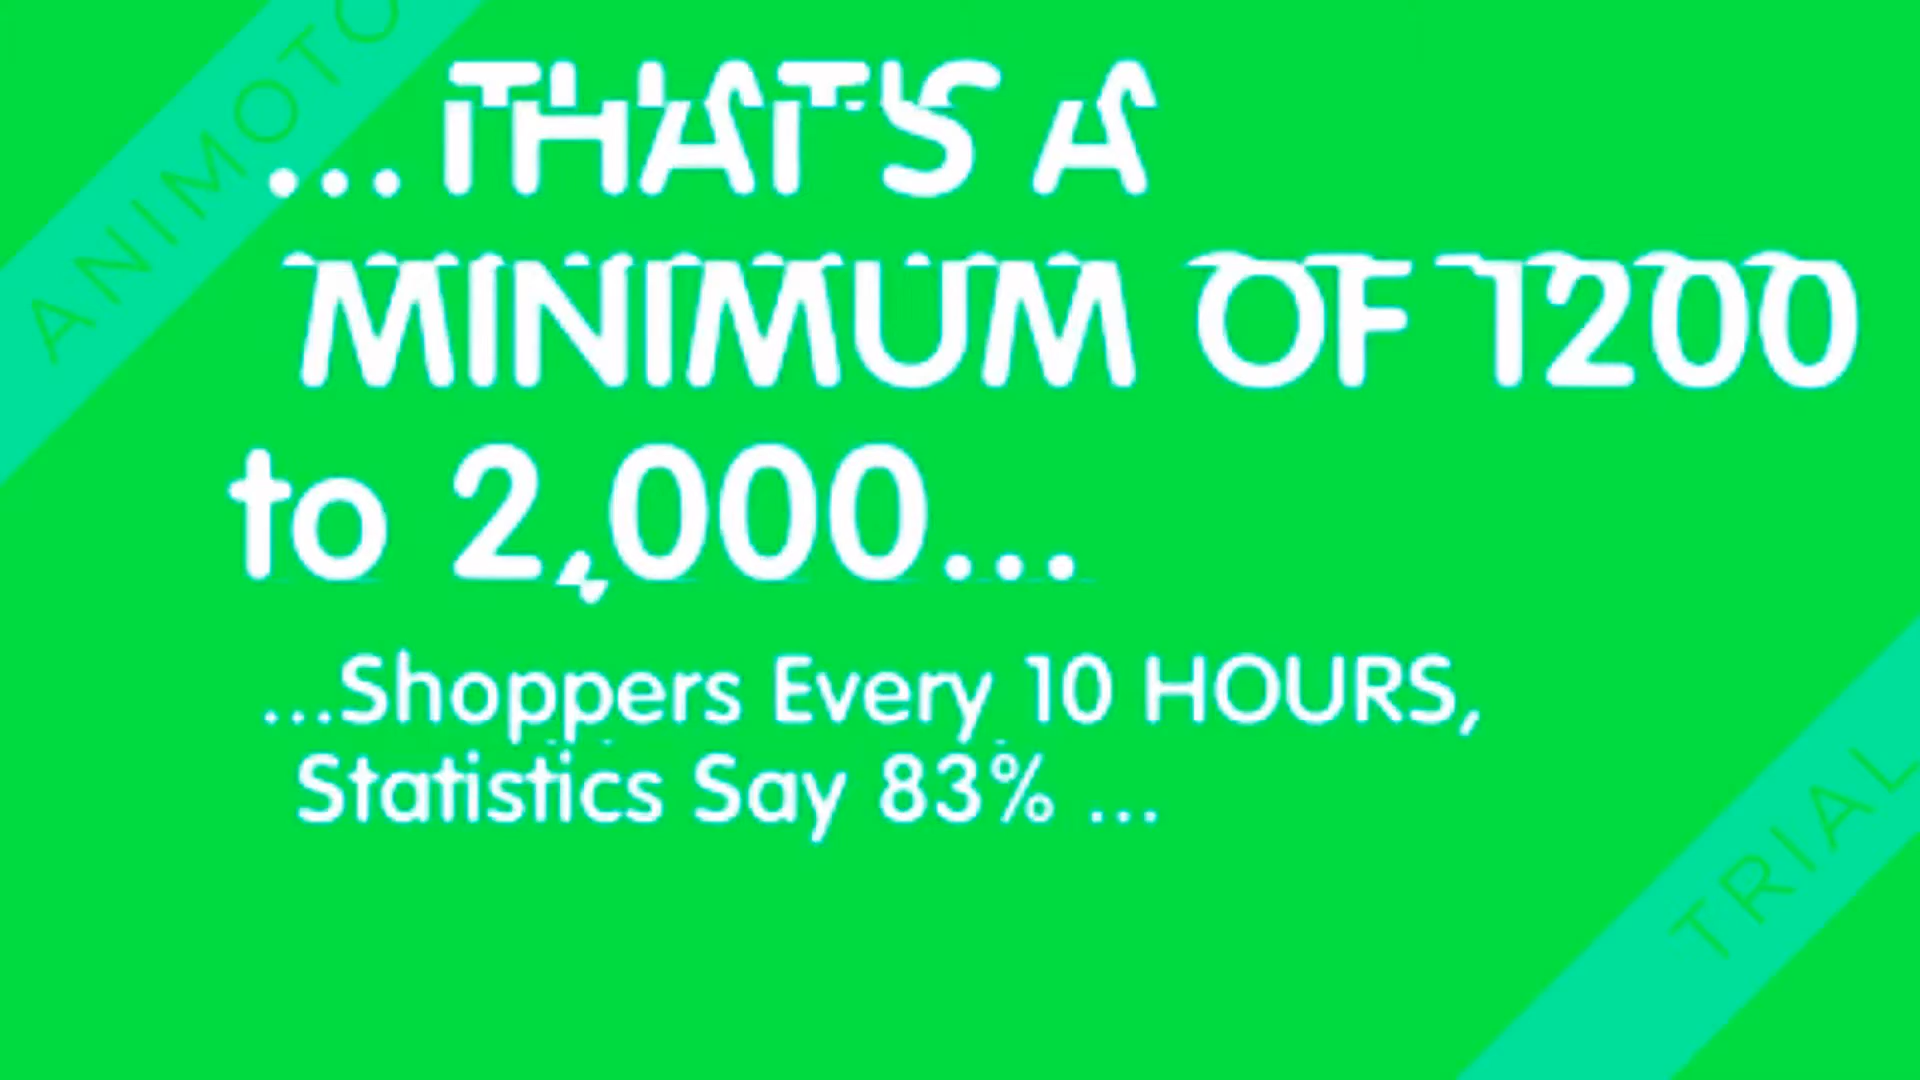 ANIMOTO
...THAT'S A
MINIMUM OF 1200
to 2,000...
...Shoppers Every 10 HOURS,
Statistics Say 83% ...
TRIAL